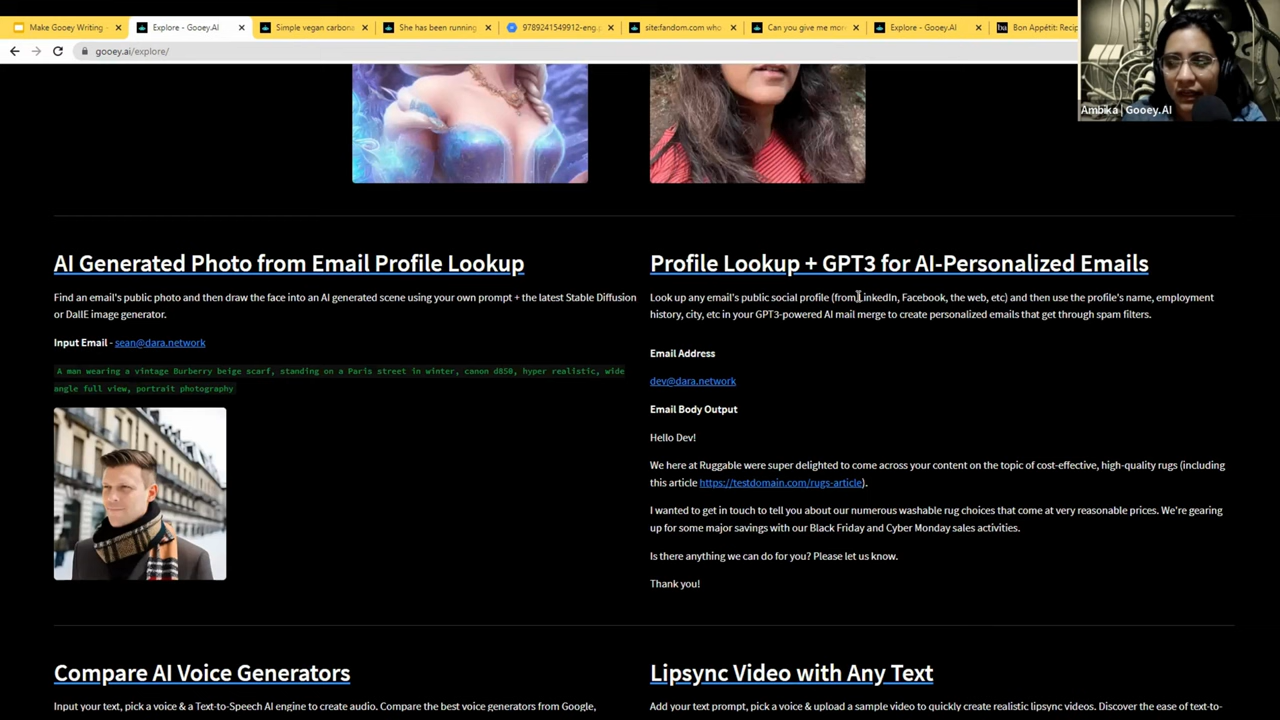 Make Gooey Writing -
Explore - Gooey.AI
Simple vegan carbona
She has been running
9789241549912-eng.p
site:fandom.com who
Can you give me more
Explore - Gooey.AI
ba
Bon Appétit: Recip
gooey.ai/explore/
Ambika | Gooey.AI
AI Generated Photo from Email Profile Lookup
Find an email's public photo and then draw the face into an AI generated scene using your own prompt + the latest Stable Diffusion
or DallE image generator.
Input Email - sean@dara.network
A man wearing a vintage Burberry beige scarf, standing on a Paris street in winter, canon d850, hyper realistic, wide
angle full view, portrait photography
Profile Lookup + GPT3 for AI-Personalized Emails
Look up any email's public social profile (from LinkedIn, Facebook, the web, etc) and then use the profile's name, employment
history, city, etc in your GPT3-powered AI mail merge to create personalized emails that get through spam filters.
Email Address
dev@dara.network
Email Body Output
Hello Dev!
We here at Ruggable were super delighted to come across your content on the topic of cost-effective, high-quality rugs (including
this article https://testdomain.com/rugs-article).
I wanted to get in touch to tell you about our numerous washable rug choices that come at very reasonable prices. We're gearing
up for some major savings with our Black Friday and Cyber Monday sales activities.
Is there anything we can do for you? Please let us know.
Thank you!
Compare AI Voice Generators
Input your text, pick a voice & a Text-to-Speech AI engine to create audio. Compare the best voice generators from Google,
Lipsync Video with Any Text
Add your text prompt, pick a voice & upload a sample video to quickly create realistic lipsync videos. Discover the ease of text-to-